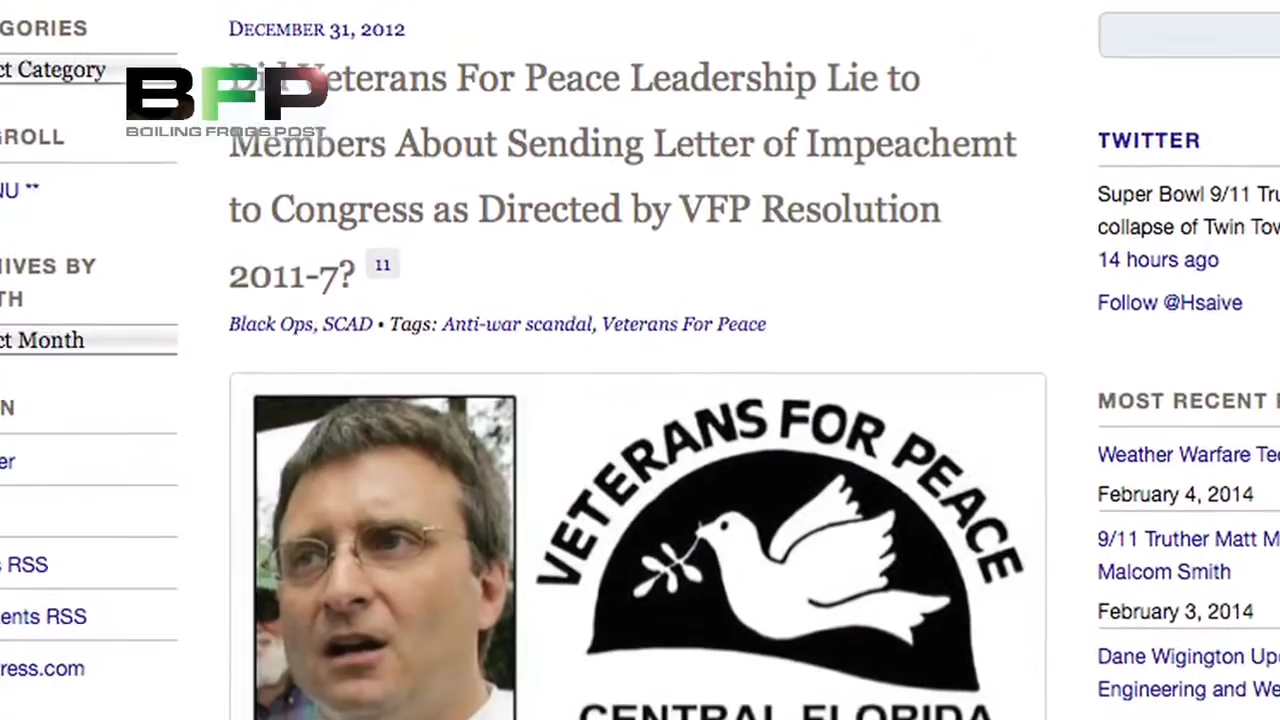 GORIES
ct Category
GROLL
NU **
HIVES BY
TH
ct Month
N
er
s RSS
ents RSS
ress.com
BFP
BOILING FROGS POST
DECEMBER 31, 2012
Did Veterans For Peace Leadership Lie to
Members About Sending Letter of Impeachemt
to Congress as Directed by VFP Resolution
2011-7? 11
Black Ops, SCAD • Tags: Anti-war scandal, Veterans For Peace
VETERANS FOR PEACE
CENTRAL FLORIDA
TWITTER
Super Bowl 9/11 Tru
collapse of Twin Tow
14 hours ago
Follow @Hsaive
MOST RECENT
Weather Warfare Tec
February 4, 2014
9/11 Truther Matt M
Malcom Smith
February 3, 2014
Dane Wigington Upd
Engineering and We